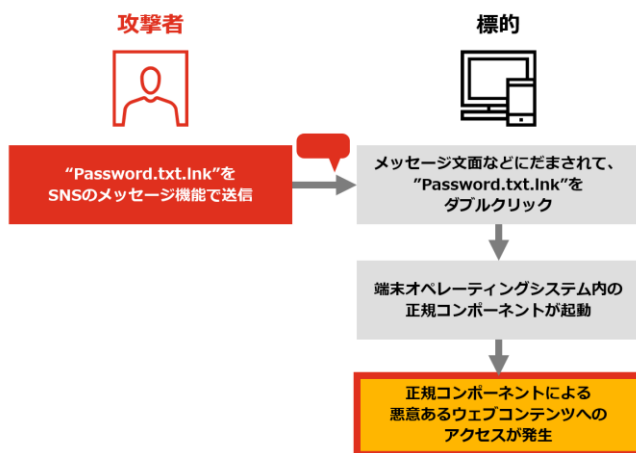 攻撃者
標的
“Password.txt.lnk”を
SNSのメッセージ機能で送信
メッセージ文面などにだまされて、
”Password.txt.lnk”を
ダブルクリック
端末オペレーティングシステム内の
正規コンポーネントが起動
正規コンポーネントによる
悪意あるウェブコンテンツへの
アクセスが発生